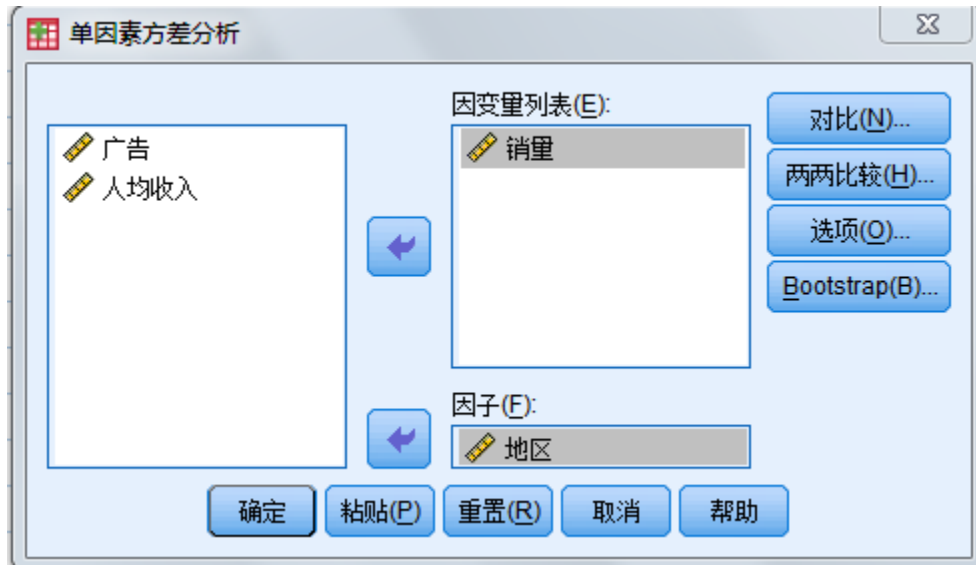 单因素方差分析
广告
人均收入
因变量列表(E):
销量
因子(F):
地区
对比(N)...
两两比较(H)...
选项(O)...
Bootstrap(B)...
确定
粘贴(P)
重置(R)
取消
帮助